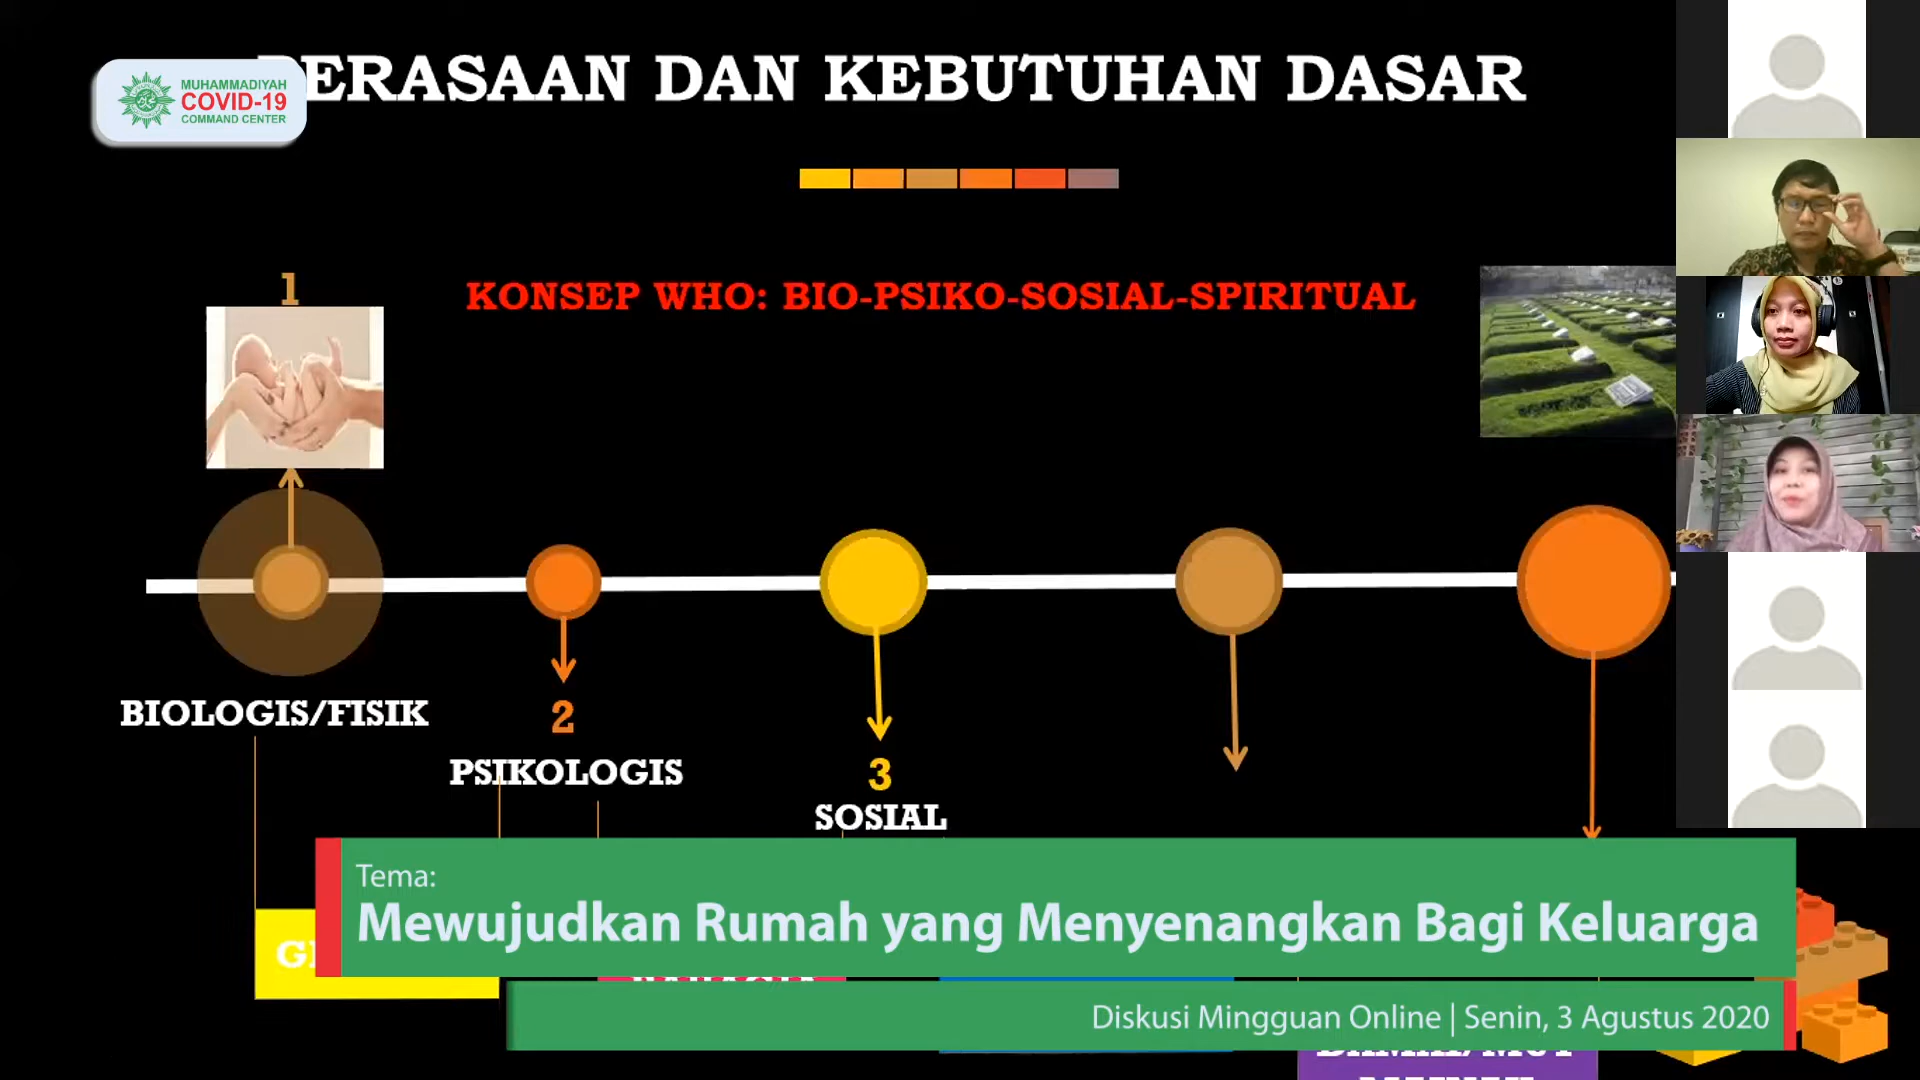 PERASAAN DAN KEBUTUHAN DASAR
MUHAMMADIYAH
COVID-19
COMMAND CENTER
1
KONSEP WHO: BIO-PSIKO-SOSIAL-SPIRITUAL
BIOLOGIS/FISIK
2
PSIKOLOGIS
3
SOSIAL
Tema:
Mewujudkan Rumah yang Menyenangkan Bagi Keluarga
Diskusi Mingguan Online | Senin, 3 Agustus 2020